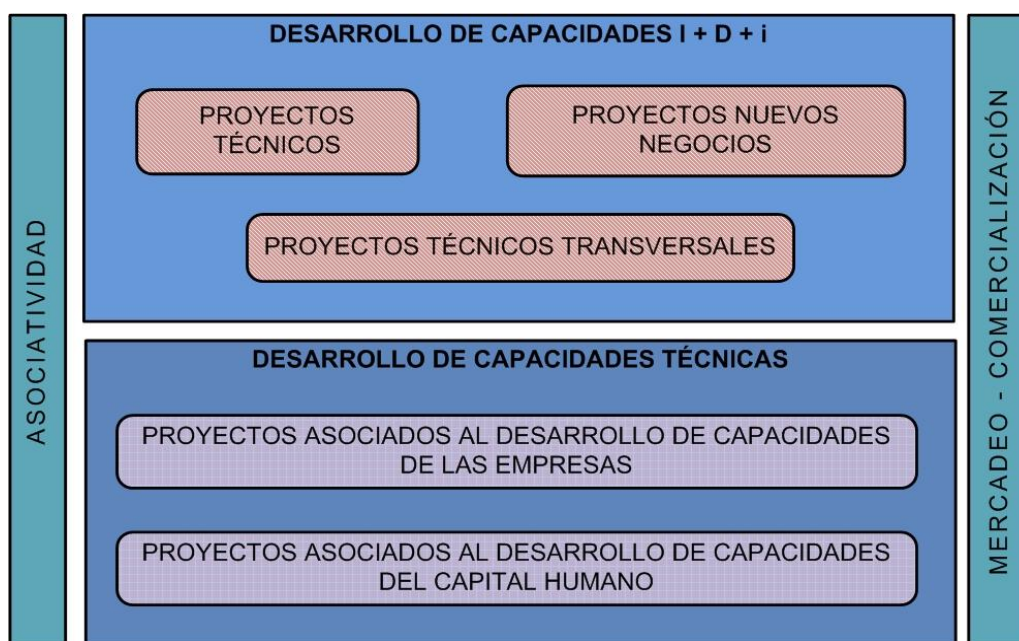 ASOCIATIVIDAD
DESARROLLO DE CAPACIDADES I + D + i
PROYECTOS
TÉCNICOS
PROYECTOS NUEVOS
NEGOCIOS
PROYECTOS TÉCNICOS TRANSVERSALES
DESARROLLO DE CAPACIDADES TÉCNICAS
PROYECTOS ASOCIADOS AL DESARROLLO DE CAPACIDADES
DE LAS EMPRESAS
PROYECTOS ASOCIADOS AL DESARROLLO DE CAPACIDADES
DEL CAPITAL HUMANO
MERCADEO - COMERCIALIZACIÓN